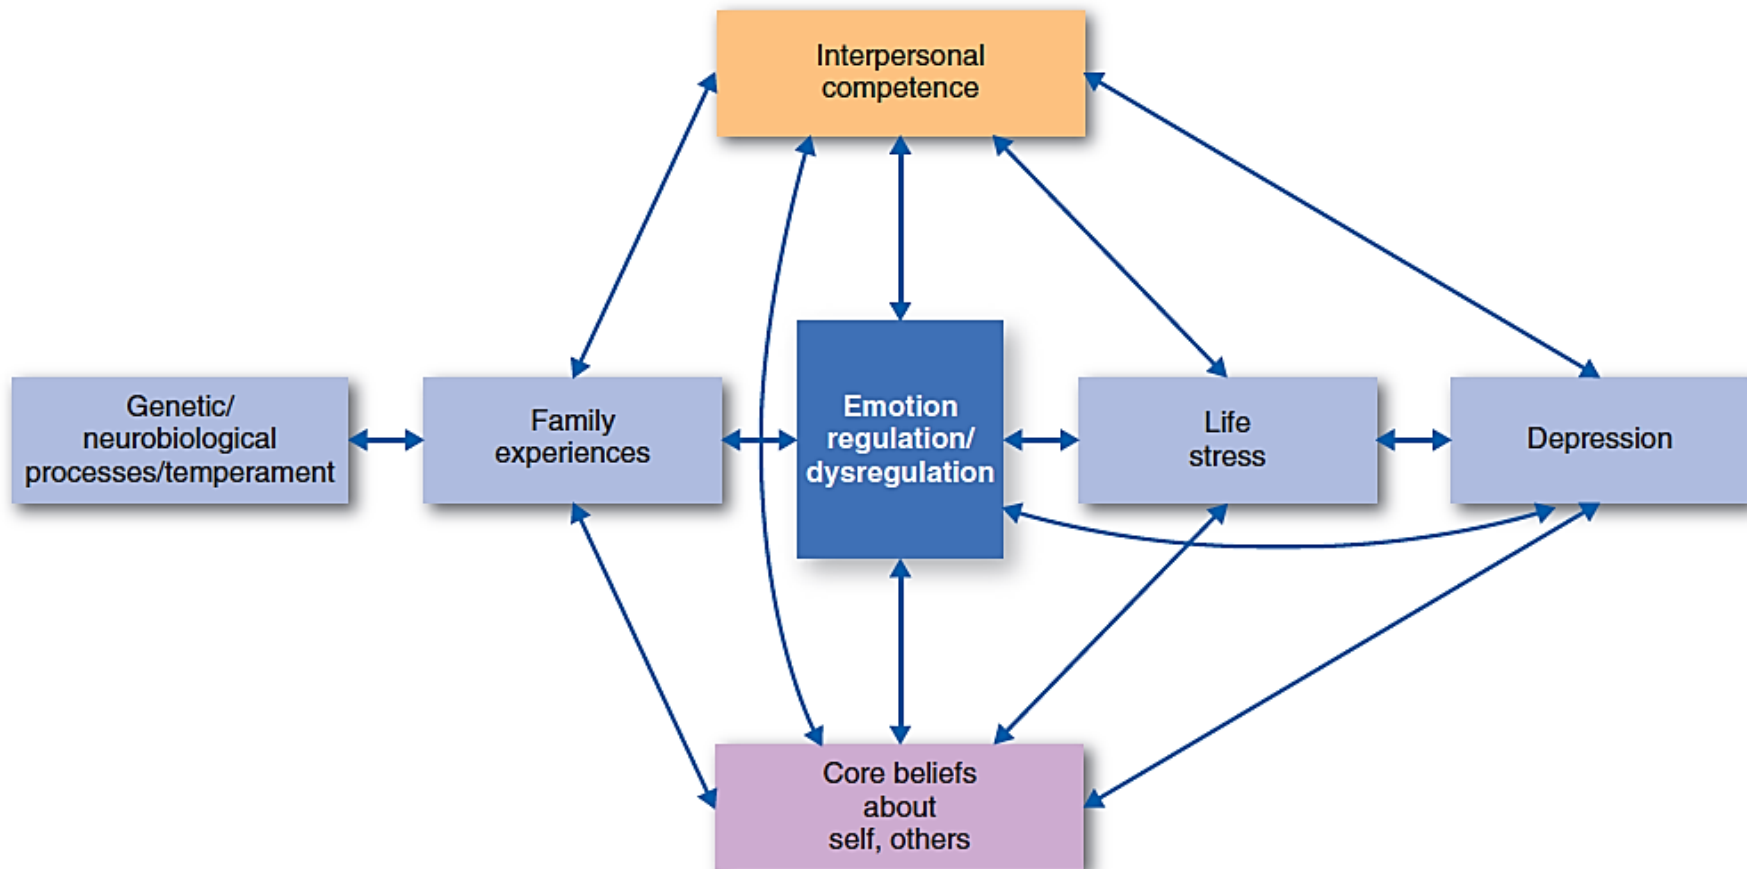 Interpersonal
competence
Genetic/
neurobiological
processes/temperament
Family
experiences
Emotion
regulation/
dysregulation
Life
stress
Depression
Core beliefs
about
self, others